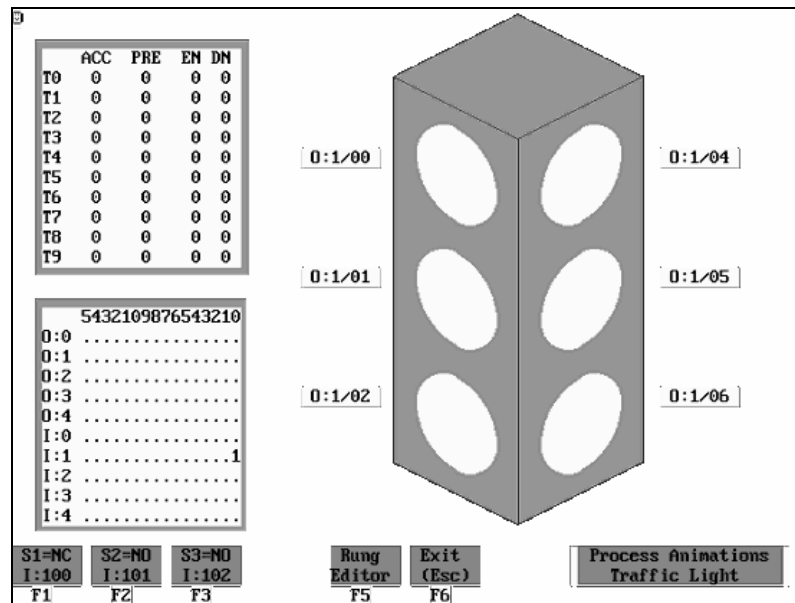 ACC PRE EN DN
T0 0 0 0 0
T1 0 0 0 0
T2 0 0 0 0
T3 0 0 0 0
T4 0 0 0 0
T5 0 0 0 0
T6 0 0 0 0
T7 0 0 0 0
T8 0 0 0 0
T9 0 0 0 0
5432109876543210
O:0 ................
O:1 ................
O:2 ................
O:3 ................
O:4 ................
I:0 ................
I:1 ...............1
I:2 ................
I:3 ................
I:4 ................
O:1/00
O:1/04
O:1/01
O:1/05
O:1/02
O:1/06
S1=NC
I:100
F1
S2=NO
I:101
F2
S3=NO
I:102
F3
Rung
Editor
F5
Exit
(Esc)
F6
Process Animations
Traffic Light